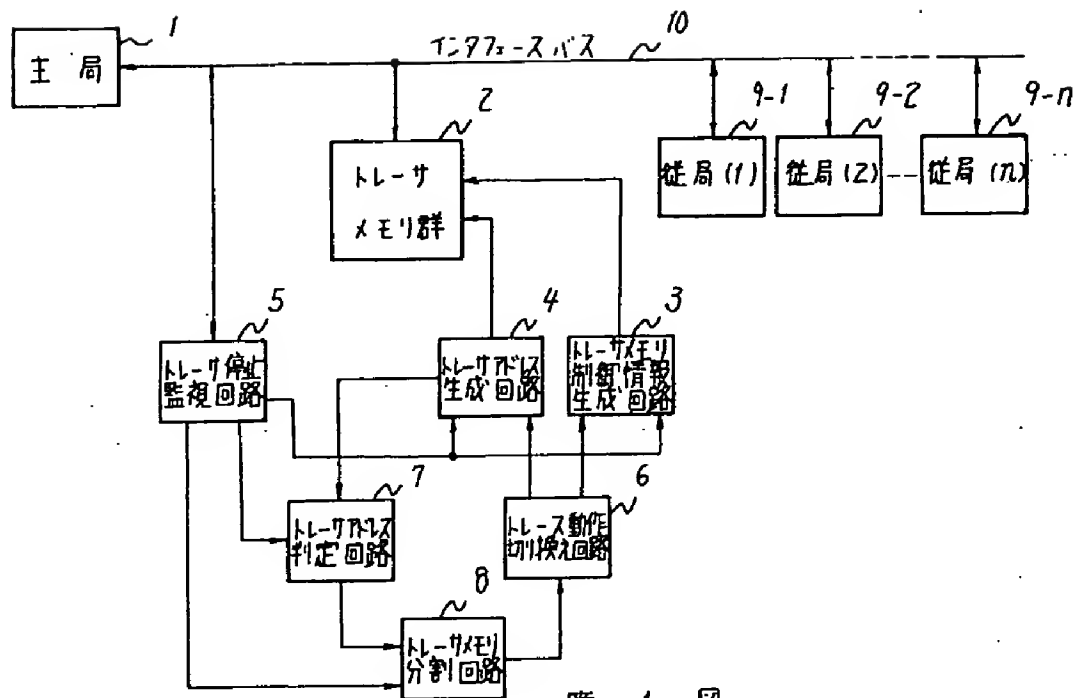 1
主局
インタフェースバス
10
2
トレーサ
メモリ群
9-1
従局(1)
9-2
従局(2)
9-n
従局(n)
5
トレーサ停止
監視回路
4
トレーサアドレス
生成回路
3
トレーサメモリ
制御情報
生成回路
7
トレーサアドレス
判定回路
6
トレース動作
切り換え回路
8
トレーサメモリ
分割回路
第 1 図